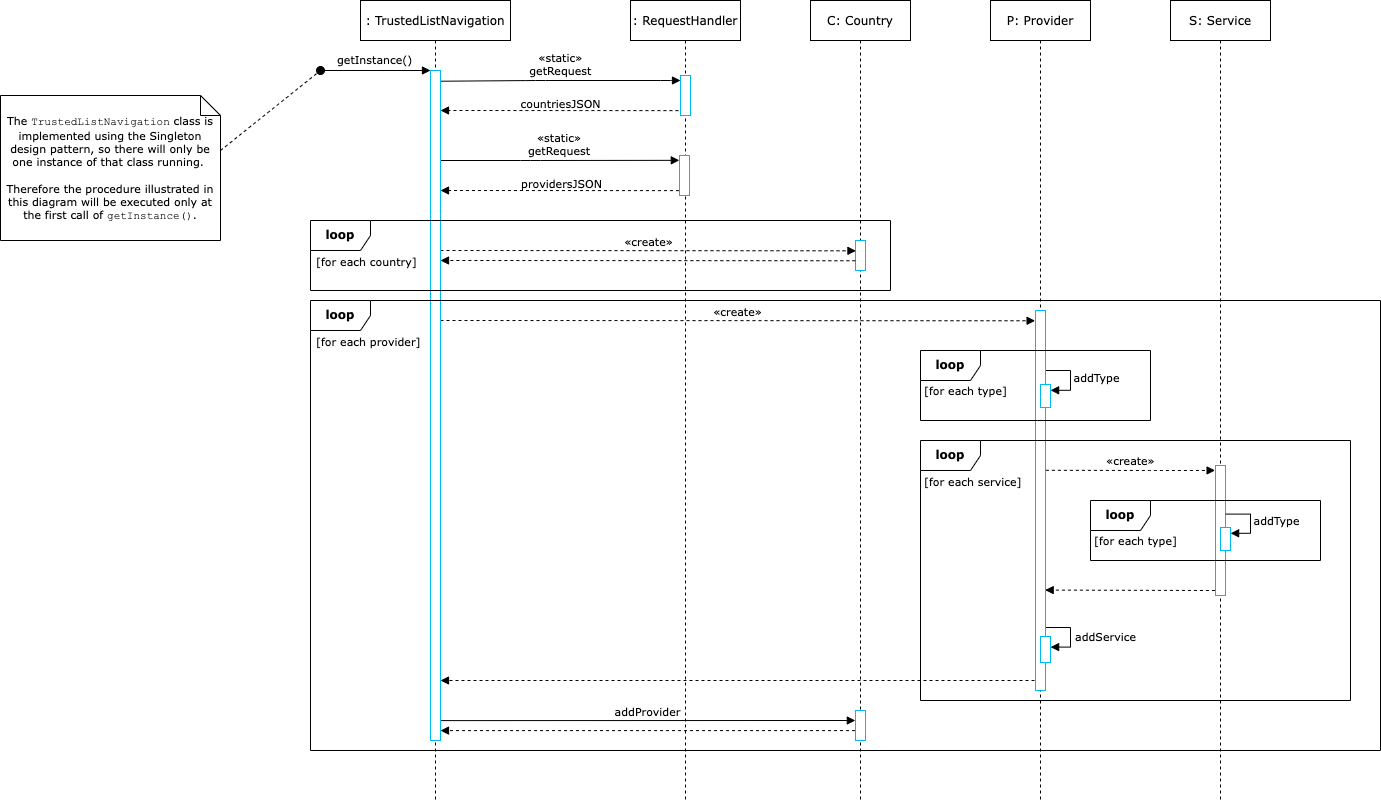 : TrustedListNavigation
: RequestHandler
C: Country
P: Provider
S: Service
getInstance()
«static»
getRequest
countriesJSON
The TrustedListNavigation class is
implemented using the Singleton
design pattern, so there will only be
one instance of that class running.
Therefore the procedure illustrated in
this diagram will be executed only at
the first call of getInstance().
«static»
getRequest
providersJSON
loop
[for each country]
«create»
loop
[for each provider]
«create»
loop
[for each type]
addType
loop
[for each service]
«create»
loop
[for each type]
addType
addService
addProvider